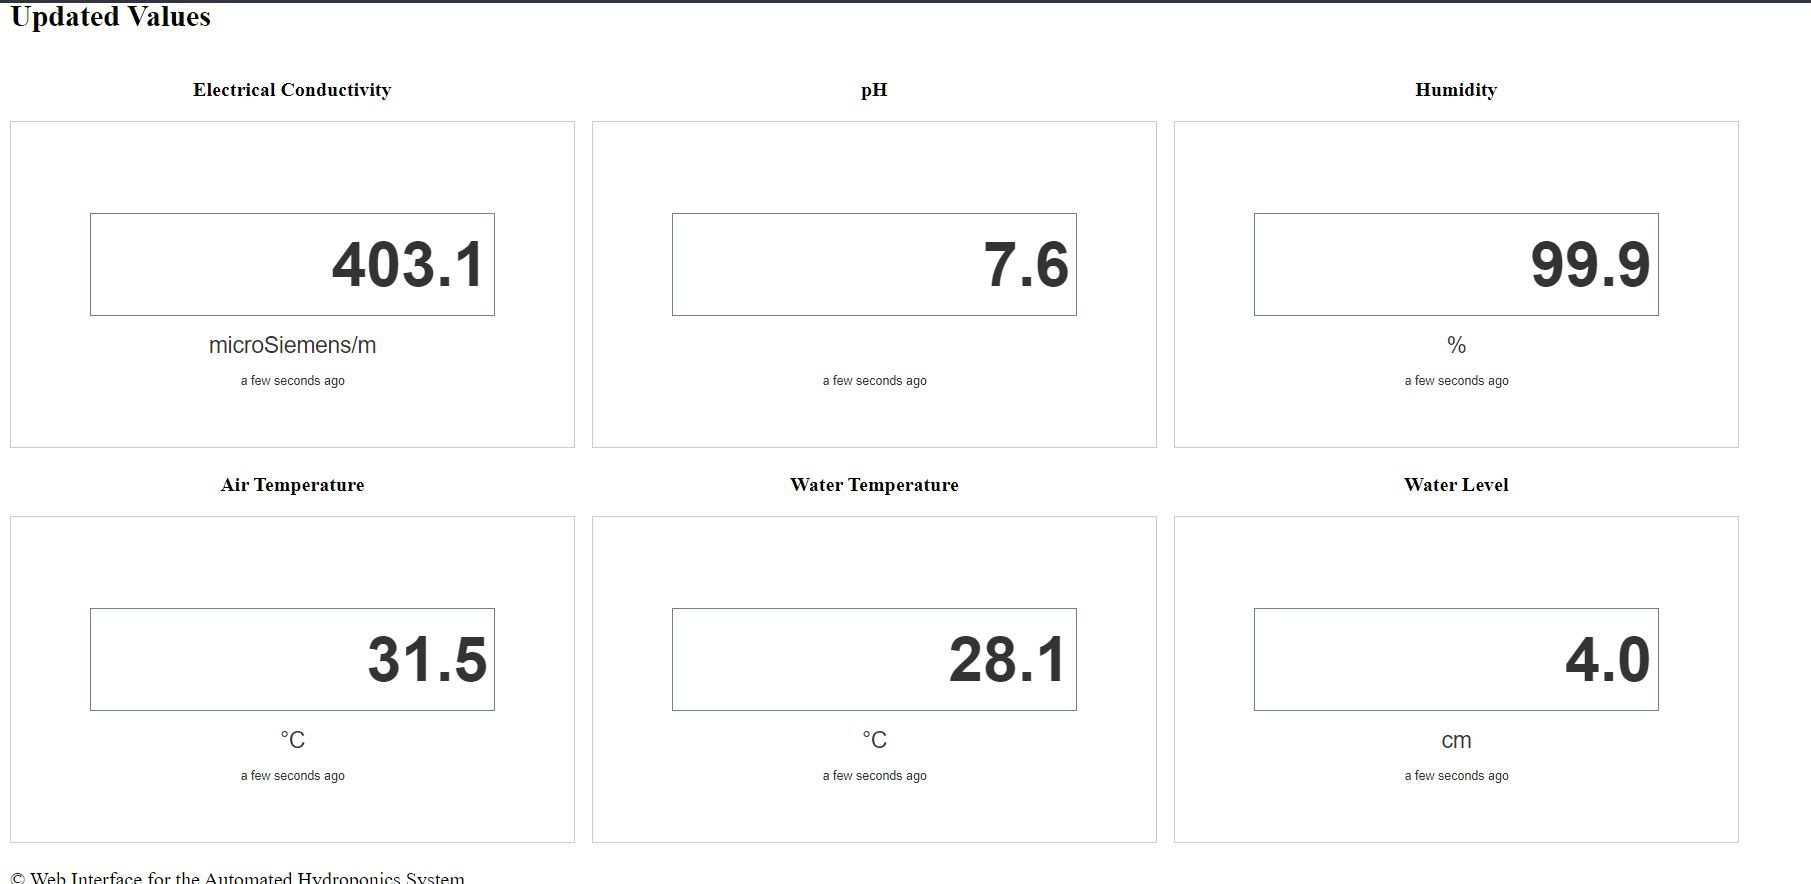 Updated Values
Electrical Conductivity
pH
Humidity
403.1
7.6
99.9
microSiemens/m
%
a few seconds ago
a few seconds ago
a few seconds ago
Air Temperature
Water Temperature
Water Level
31.5
28.1
4.0
°C
°C
cm
a few seconds ago
a few seconds ago
a few seconds ago
© Web Interface for the Automated Hydroponics System